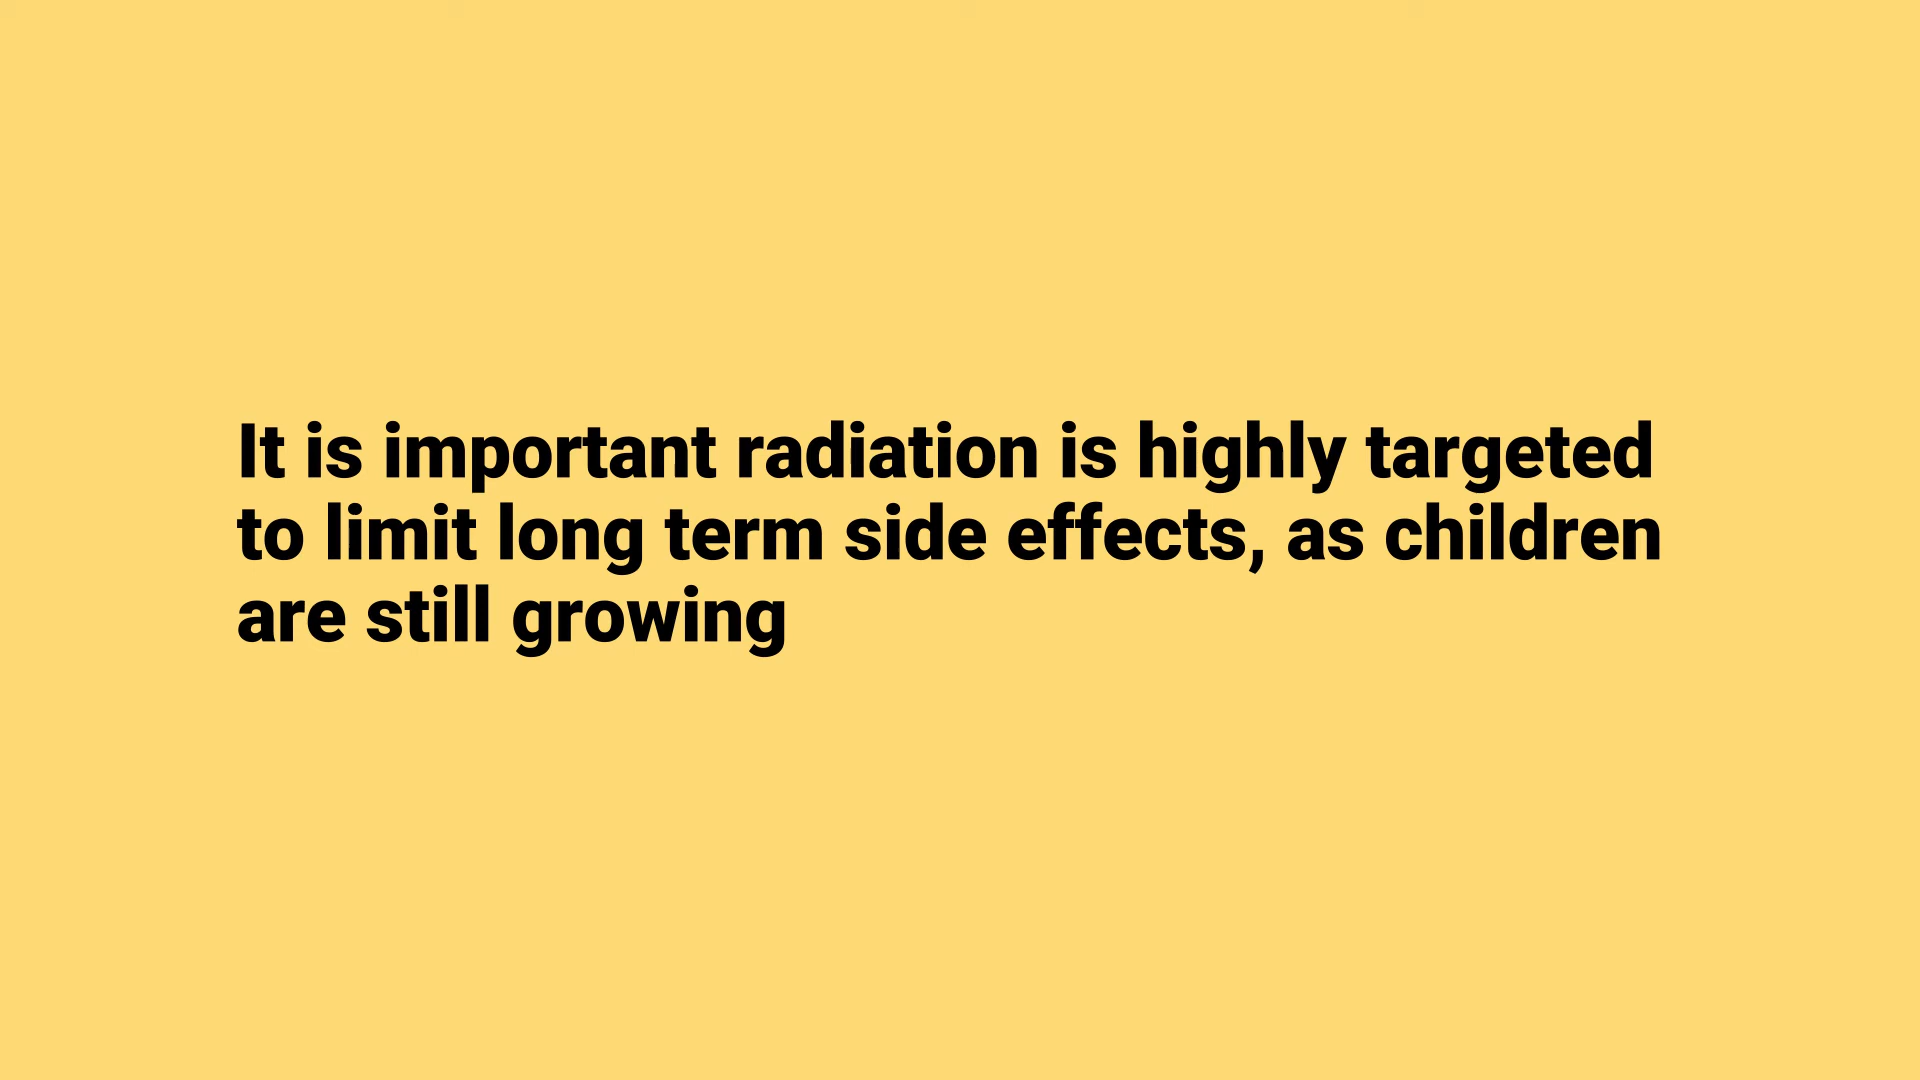 It is important radiation is highly targeted
to limit long term side effects, as children
are still growing